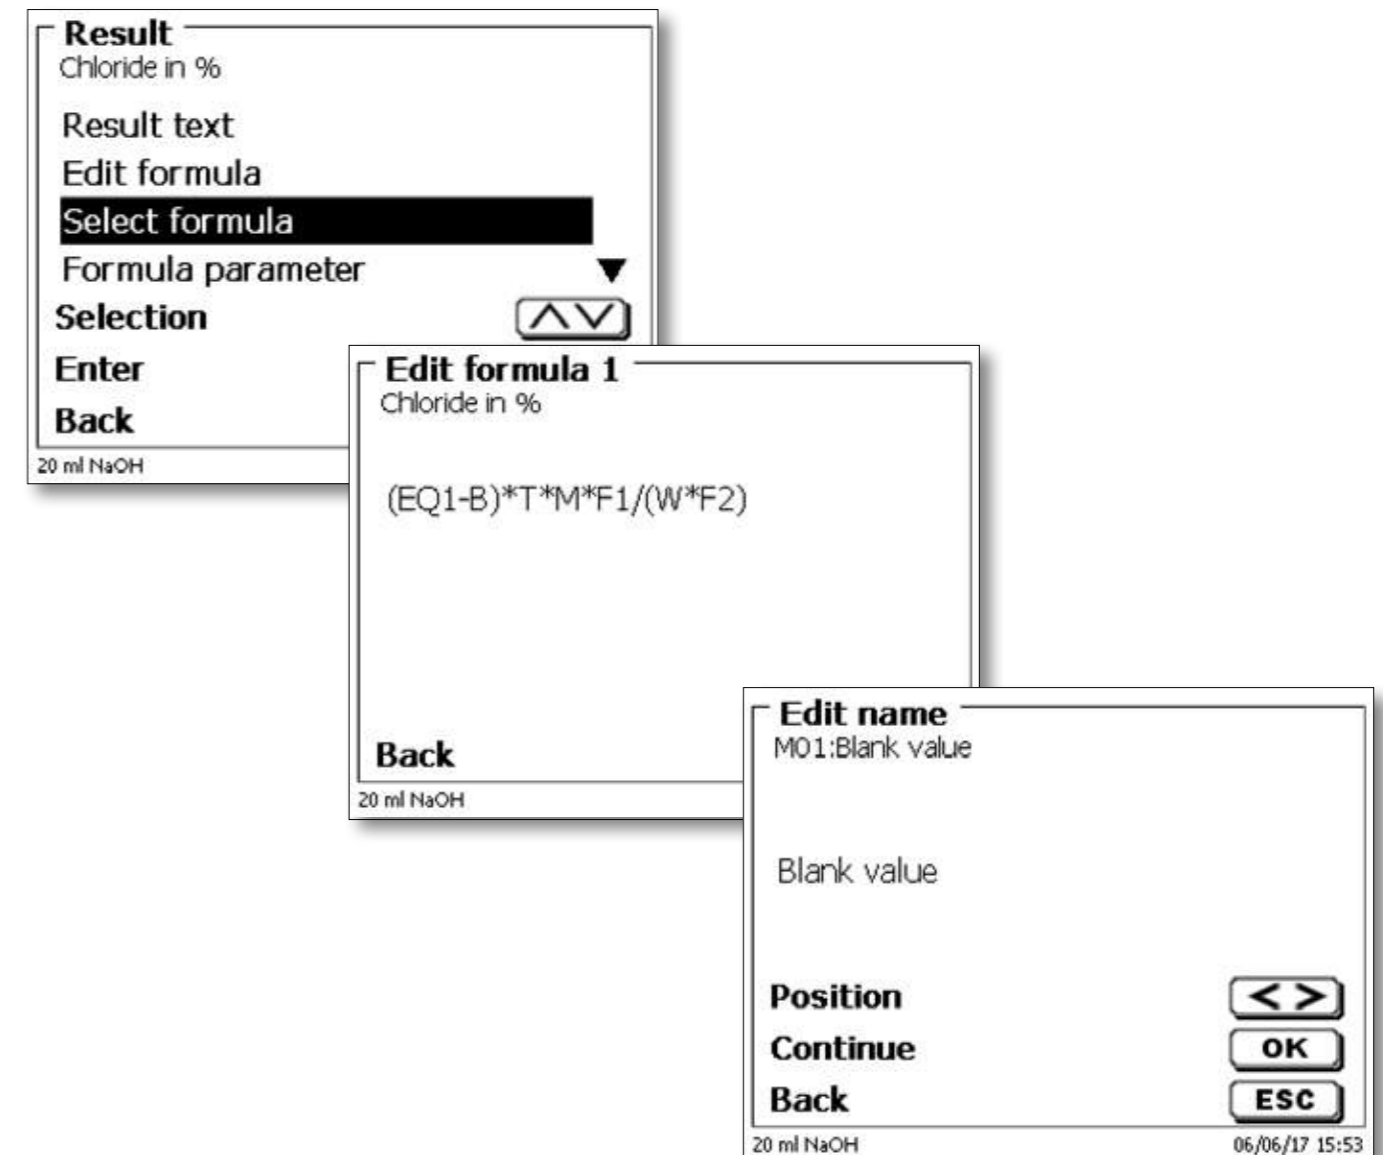 Result
Chloride in %
Result text
Edit formula
Select formula
Formula parameter
Selection
Enter
Back
20 ml NaOH
Edit formula 1
Chloride in %
(EQ1-B)*T*M*F1/(W*F2)
Back
20 ml NaOH
Edit name
M01:Blank value
Blank value
Position < >
Continue OK
Back ESC
20 ml NaOH 06/06/17 15:53